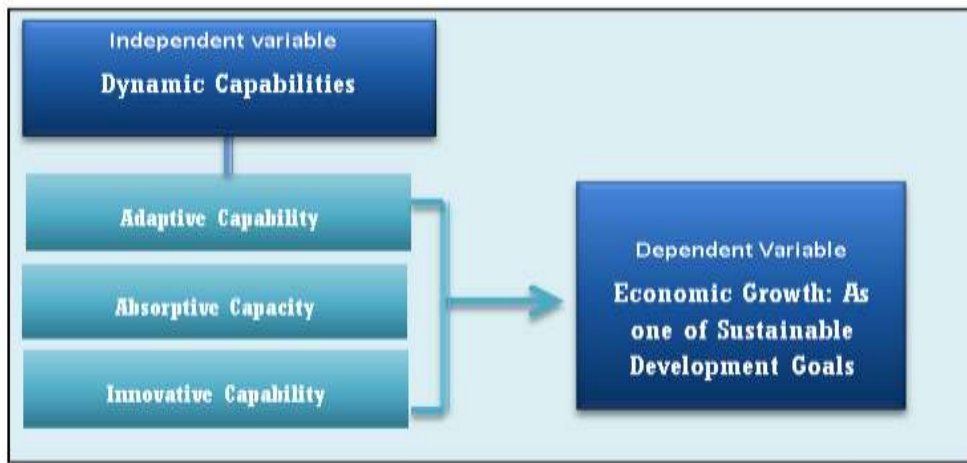 Independent variable
Dynamic Capabilities
Adaptive Capability
Absorptive Capacity
Innovative Capability
Dependent Variable
Economic Growth: As
one of Sustainable
Development Goals